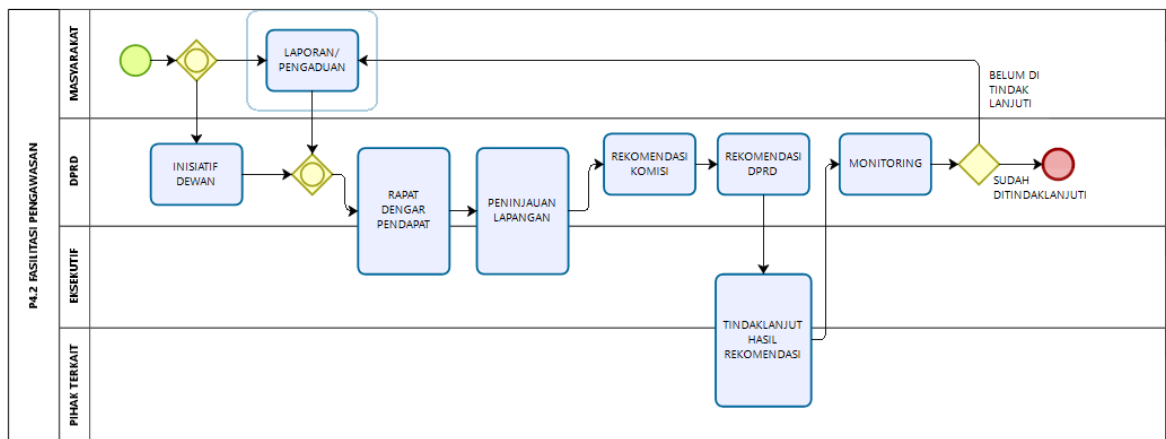 P4.2 FASILITASI PENGAWASAN
MASYARAKAT
LAPORAN/
PENGADUAN
BELUM DI
TINDAK
LANJUTI
DPRD
INISIATIF
DEWAN
RAPAT
DENGAR
PENDAPAT
PENINJAUAN
LAPANGAN
REKOMENDASI
KOMISI
REKOMENDASI
DPRD
MONITORING
SUDAH
DITINDAKLANJUTI
EKSEKUTIF
TINDAKLANJUT
HASIL
REKOMENDASI
PIHAK TERKAIT